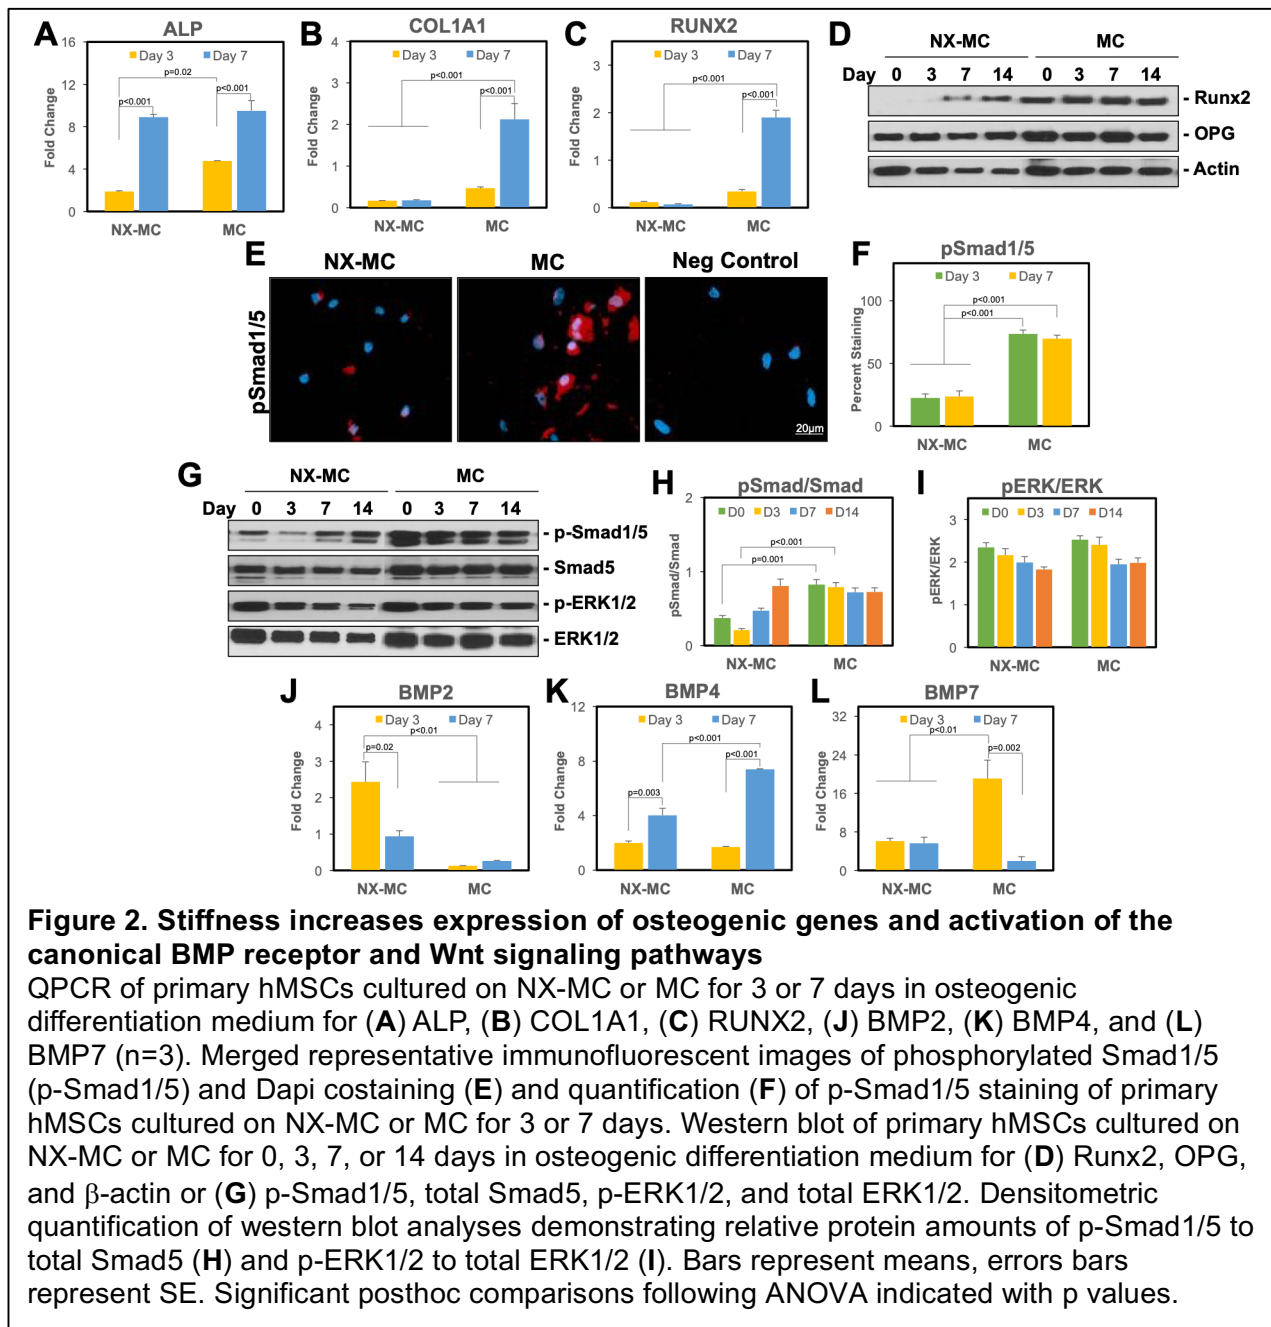 A
ALP
16
12
8
4
0
Fold Change
Day 3
Day 7
p=0.02
p<0.001
p<0.001
NX-MC
MC
B
COL1A1
4
3
2
1
0
Fold Change
Day 3
Day 7
p<0.001
p<0.001
NX-MC
MC
C
RUNX2
3
2
1
0
Fold Change
Day 3
Day 7
p<0.001
p<0.001
NX-MC
MC
D
NX-MC
MC
Day 0 3 7 14 0 3 7 14
- Runx2
- OPG
- Actin
E
NX-MC
MC
Neg Control
pSmad1/5
20µm
F
pSmad1/5
Day 3
Day 7
100
50
0
Percent Staining
p<0.001
p<0.001
NX-MC
MC
G
NX-MC
MC
Day 0 3 7 14 0 3 7 14
- p-Smad1/5
- Smad5
- p-ERK1/2
- ERK1/2
H
pSmad/Smad
2
1
0
pSmad/Smad
D0
D3
D7
D14
p<0.001
p=0.001
NX-MC
MC
I
pERK/ERK
3
2
1
0
pERK/ERK
D0
D3
D7
D14
NX-MC
MC
J
BMP2
4
3
2
1
0
Fold Change
Day 3
Day 7
p<0.01
p=0.02
NX-MC
MC
K
BMP4
12
8
4
0
Fold Change
Day 3
Day 7
p<0.001
p<0.001
p=0.003
NX-MC
MC
L
BMP7
32
24
16
8
0
Fold Change
Day 3
Day 7
p<0.01
p=0.002
NX-MC
MC
Figure 2. Stiffness increases expression of osteogenic genes and activation of the
canonical BMP receptor and Wnt signaling pathways
QPCR of primary hMSCs cultured on NX-MC or MC for 3 or 7 days in osteogenic
differentiation medium for (A) ALP, (B) COL1A1, (C) RUNX2, (J) BMP2, (K) BMP4, and (L)
BMP7 (n=3). Merged representative immunofluorescent images of phosphorylated Smad1/5
(p-Smad1/5) and Dapi costaining (E) and quantification (F) of p-Smad1/5 staining of primary
hMSCs cultured on NX-MC or MC for 3 or 7 days. Western blot of primary hMSCs cultured on
NX-MC or MC for 0, 3, 7, or 14 days in osteogenic differentiation medium for (D) Runx2, OPG,
and β-actin or (G) p-Smad1/5, total Smad5, p-ERK1/2, and total ERK1/2. Densitometric
quantification of western blot analyses demonstrating relative protein amounts of p-Smad1/5 to
total Smad5 (H) and p-ERK1/2 to total ERK1/2 (I). Bars represent means, errors bars
represent SE. Significant posthoc comparisons following ANOVA indicated with p values.